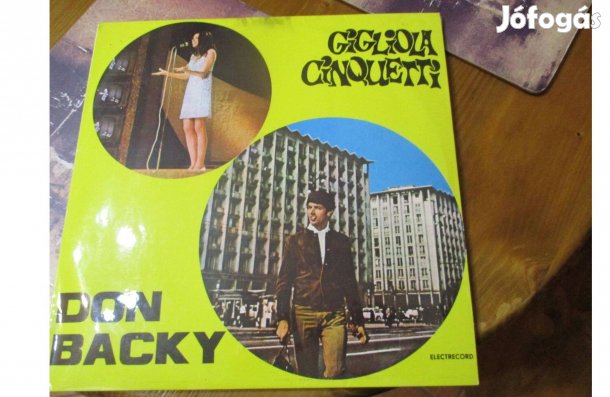 Jófogás
GIGLIOLA
CINQUETTI
DON
BACKY
ELECTRECORD